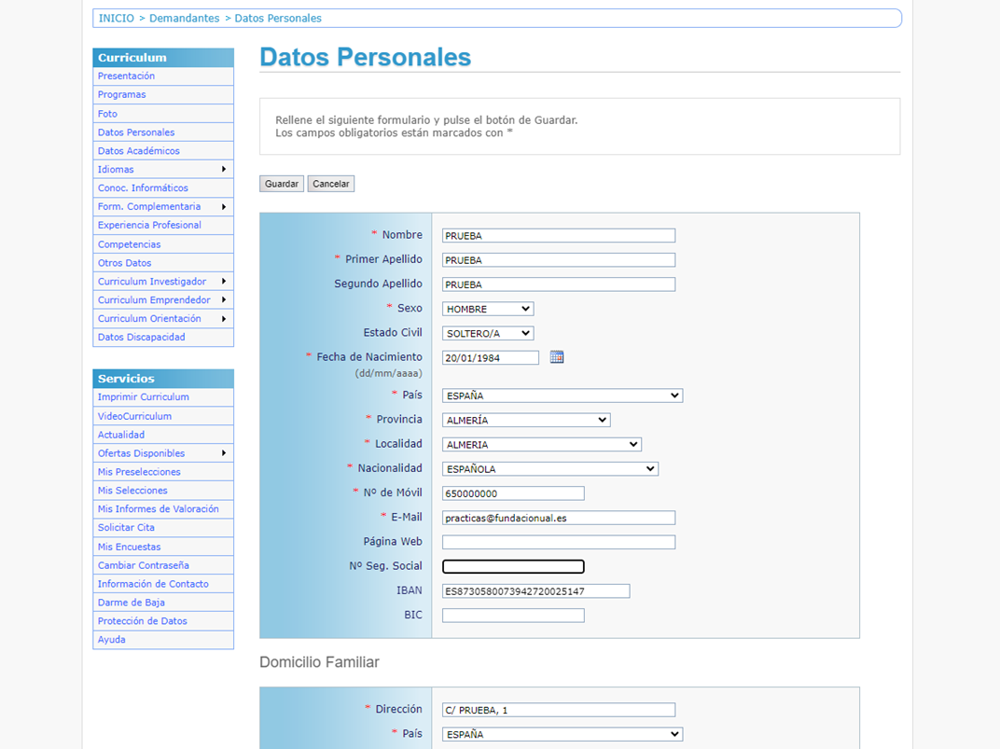 INICIO > Demandantes > Datos Personales
Curriculum
Presentación
Programas
Foto
Datos Personales
Datos Académicos
Idiomas
Conoc. Informáticos
Form. Complementaria
Experiencia Profesional
Competencias
Otros Datos
Curriculum Investigador
Curriculum Emprendedor
Curriculum Orientación
Datos Discapacidad
Servicios
Imprimir Curriculum
VideoCurriculum
Actualidad
Ofertas Disponibles
Mis Preselecciones
Mis Selecciones
Mis Informes de Valoración
Solicitar Cita
Mis Encuestas
Cambiar Contraseña
Información de Contacto
Darme de Baja
Protección de Datos
Ayuda
Datos Personales
Rellene el siguiente formulario y pulse el botón de Guardar.
Los campos obligatorios están marcados con *
Guardar Cancelar
* Nombre PRUEBA
* Primer Apellido PRUEBA
Segundo Apellido PRUEBA
* Sexo HOMBRE
Estado Civil SOLTERO/A
* Fecha de Nacimiento 20/01/1984
(dd/mm/aaaa)
* País ESPAÑA
* Provincia ALMERÍA
* Localidad ALMERIA
* Nacionalidad ESPAÑOLA
* Nº de Móvil 650000000
* E-Mail practicas@fundacionual.es
Página Web
Nº Seg. Social
IBAN ES8730580073942720025147
BIC
Domicilio Familiar
* Dirección C/ PRUEBA, 1
* País ESPAÑA